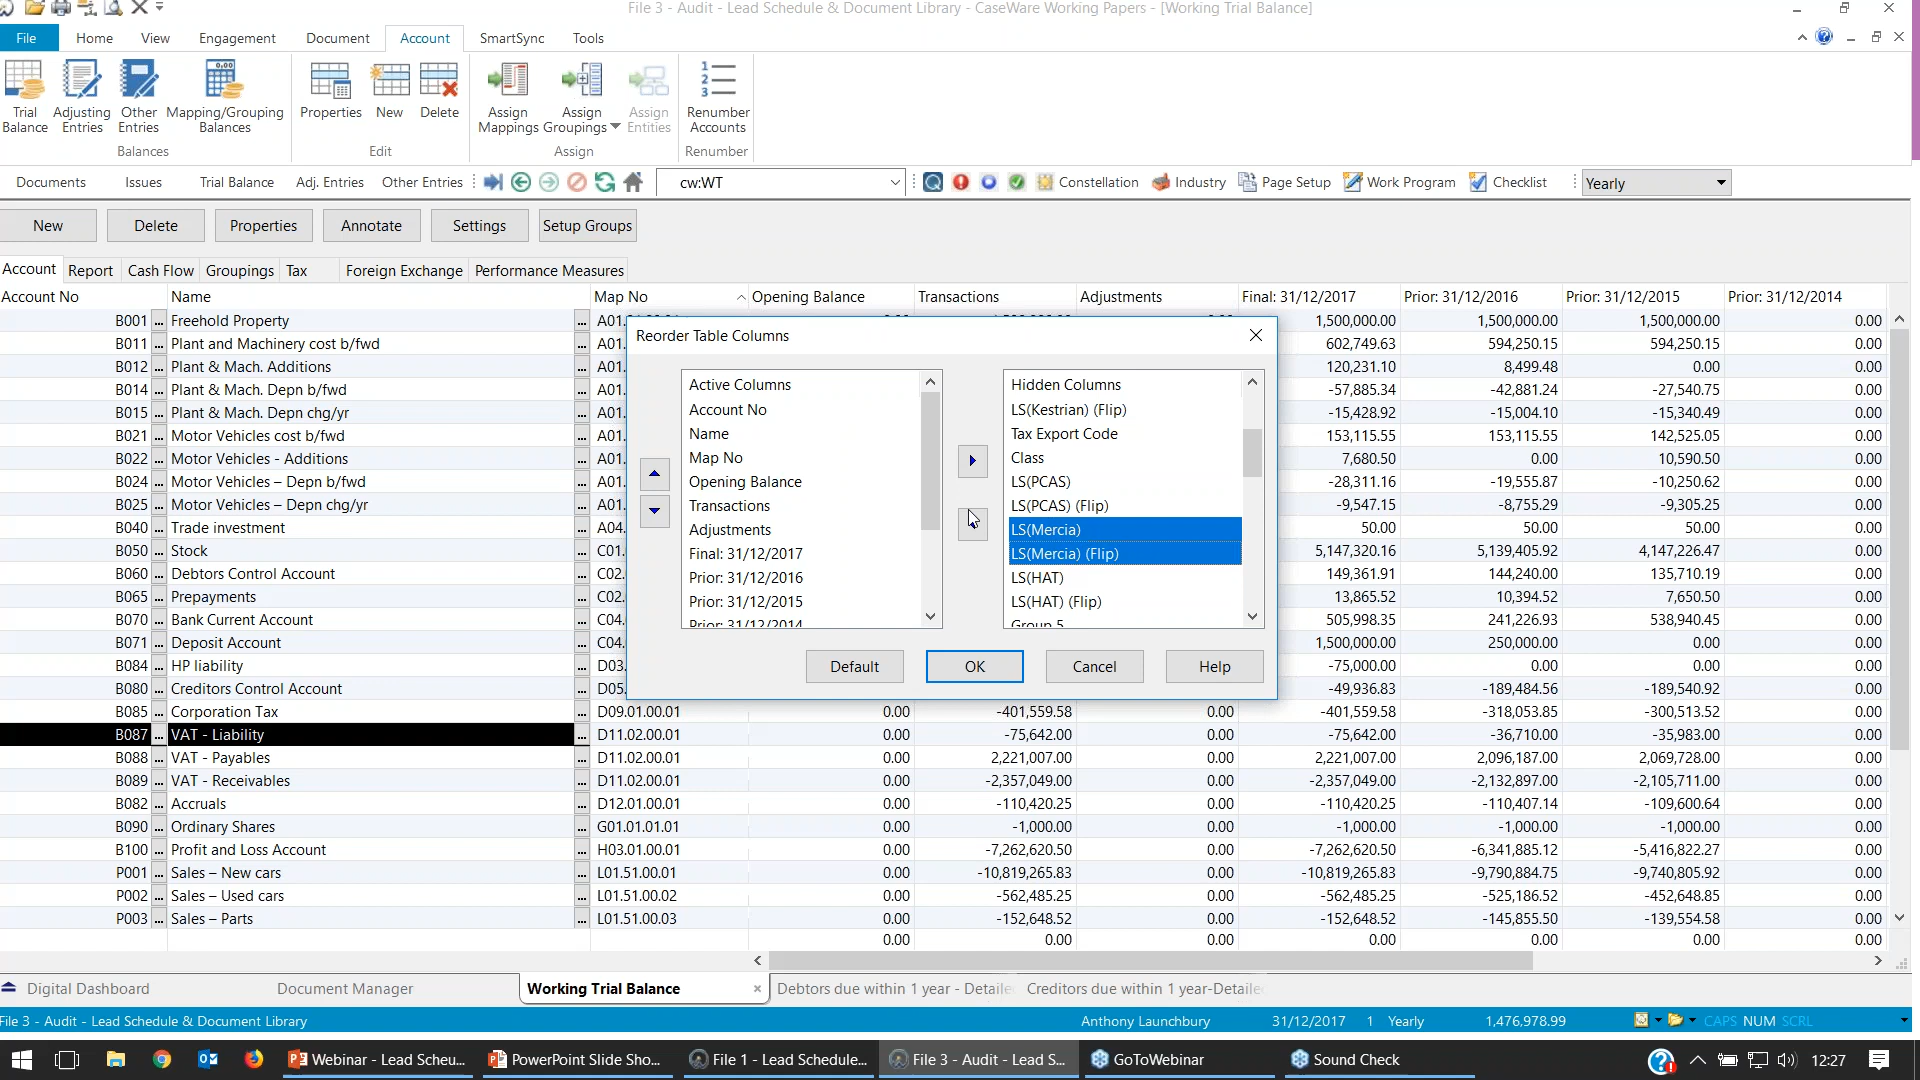 File 3 - Audit - Lead Schedule & Document Library - CaseWare Working Papers - [Working Trial Balance]
File Home View Engagement Document Account SmartSync Tools
Trial Balance Adjusting Entries Other Entries Mapping/Grouping Balances Properties New Delete Assign Mappings Assign Groupings Assign Entities Renumber Accounts
Balances Edit Assign Renumber
Documents Issues Trial Balance Adj. Entries Other Entries cw:WT Constellation Industry Page Setup Work Program Checklist Yearly
New Delete Properties Annotate Settings Setup Groups
Account Report Cash Flow Groupings Tax Foreign Exchange Performance Measures
Account No Name Map No Opening Balance Transactions Adjustments Final: 31/12/2017 Prior: 31/12/2016 Prior: 31/12/2015 Prior: 31/12/2014
B001 ... Freehold Property ... 1,500,000.00 1,500,000.00 1,500,000.00 0.00
B011 ... Plant and Machinery cost b/fwd ... A01. 602,749.63 594,250.15 594,250.15 0.00
B012 ... Plant & Mach. Additions ... A01. 120,231.10 8,499.48 0.00 0.00
B014 ... Plant & Mach. Depn b/fwd ... A01. -57,885.34 -42,881.24 -27,540.75 0.00
B015 ... Plant & Mach. Depn chg/yr ... A01. -15,428.92 -15,004.10 -15,340.49 0.00
B021 ... Motor Vehicles cost b/fwd ... A01. 153,115.55 153,115.55 142,525.05 0.00
B022 ... Motor Vehicles - Additions ... A01. 7,680.50 0.00 10,590.50 0.00
B024 ... Motor Vehicles – Depn b/fwd ... A01. -28,311.16 -19,555.87 -10,250.62 0.00
B025 ... Motor Vehicles – Depn chg/yr ... A01. -9,547.15 -8,755.29 -9,305.25 0.00
B040 ... Trade investment ... A04. 50.00 50.00 50.00 0.00
B050 ... Stock ... C01. 5,147,320.16 5,139,405.92 4,147,226.47 0.00
B060 ... Debtors Control Account ... C02. 149,361.91 144,240.00 135,710.19 0.00
B065 ... Prepayments ... C02. 13,865.52 10,394.52 7,650.50 0.00
B070 ... Bank Current Account ... C04. 505,998.35 241,226.93 538,940.45 0.00
B071 ... Deposit Account ... C04. 1,500,000.00 250,000.00 0.00 0.00
B084 ... HP liability ... D03. -75,000.00 0.00 0.00 0.00
B080 ... Creditors Control Account ... D05. -49,936.83 -189,484.56 -189,540.92 0.00
B085 ... Corporation Tax ... D09.01.00.01 0.00 -401,559.58 0.00 -401,559.58 -318,053.85 -300,513.52 0.00
B087 ... VAT - Liability ... D11.02.00.01 0.00 -75,642.00 0.00 -75,642.00 -36,710.00 -35,983.00 0.00
B088 ... VAT - Payables ... D11.02.00.01 0.00 2,221,007.00 0.00 2,221,007.00 2,096,187.00 2,069,728.00 0.00
B089 ... VAT - Receivables ... D11.02.00.01 0.00 -2,357,049.00 0.00 -2,357,049.00 -2,132,897.00 -2,105,711.00 0.00
B082 ... Accruals ... D12.01.00.01 0.00 -110,420.25 0.00 -110,420.25 -110,407.14 -109,600.64 0.00
B090 ... Ordinary Shares ... G01.01.01.01 0.00 -1,000.00 0.00 -1,000.00 -1,000.00 -1,000.00 0.00
B100 ... Profit and Loss Account ... H03.01.00.01 0.00 -7,262,620.50 0.00 -7,262,620.50 -6,341,885.12 -5,416,822.27 0.00
P001 ... Sales – New cars ... L01.51.00.01 0.00 -10,819,265.83 0.00 -10,819,265.83 -9,790,884.75 -9,740,805.92 0.00
P002 ... Sales – Used cars ... L01.51.00.02 0.00 -562,485.25 0.00 -562,485.25 -525,186.52 -452,648.85 0.00
P003 ... Sales – Parts ... L01.51.00.03 0.00 -152,648.52 0.00 -152,648.52 -145,855.50 -139,554.58 0.00
0.00 0.00 0.00 0.00 0.00 0.00 0.00
Reorder Table Columns
Active Columns
Account No
Name
Map No
Opening Balance
Transactions
Adjustments
Final: 31/12/2017
Prior: 31/12/2016
Prior: 31/12/2015
Prior: 31/12/2014
Hidden Columns
LS(Kestrian) (Flip)
Tax Export Code
Class
LS(PCAS)
LS(PCAS) (Flip)
LS(Mercia)
LS(Mercia) (Flip)
LS(HAT)
LS(HAT) (Flip)
Group 5
Default OK Cancel Help
Digital Dashboard Document Manager Working Trial Balance × Debtors due within 1 year - Detaile Creditors due within 1 year-Detaile
File 3 - Audit - Lead Schedule & Document Library Anthony Launchbury 31/12/2017 1 Yearly 1,476,978.99 CAPS NUM SCRL
Webinar - Lead Scheu... PowerPoint Slide Sho... File 1 - Lead Schedule... File 3 - Audit - Lead S... GoToWebinar Sound Check 12:27